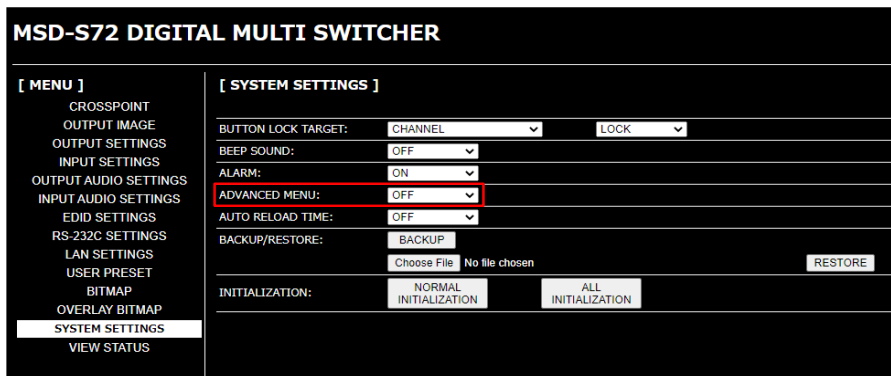 MSD-S72 DIGITAL MULTI SWITCHER
[ MENU ]
CROSSPOINT
OUTPUT IMAGE
OUTPUT SETTINGS
INPUT SETTINGS
OUTPUT AUDIO SETTINGS
INPUT AUDIO SETTINGS
EDID SETTINGS
RS-232C SETTINGS
LAN SETTINGS
USER PRESET
BITMAP
OVERLAY BITMAP
SYSTEM SETTINGS
VIEW STATUS
[ SYSTEM SETTINGS ]
BUTTON LOCK TARGET: CHANNEL LOCK
BEEP SOUND: OFF
ALARM: ON
ADVANCED MENU: OFF
AUTO RELOAD TIME: OFF
BACKUP/RESTORE: BACKUP
Choose File No file chosen RESTORE
INITIALIZATION: NORMAL INITIALIZATION ALL INITIALIZATION